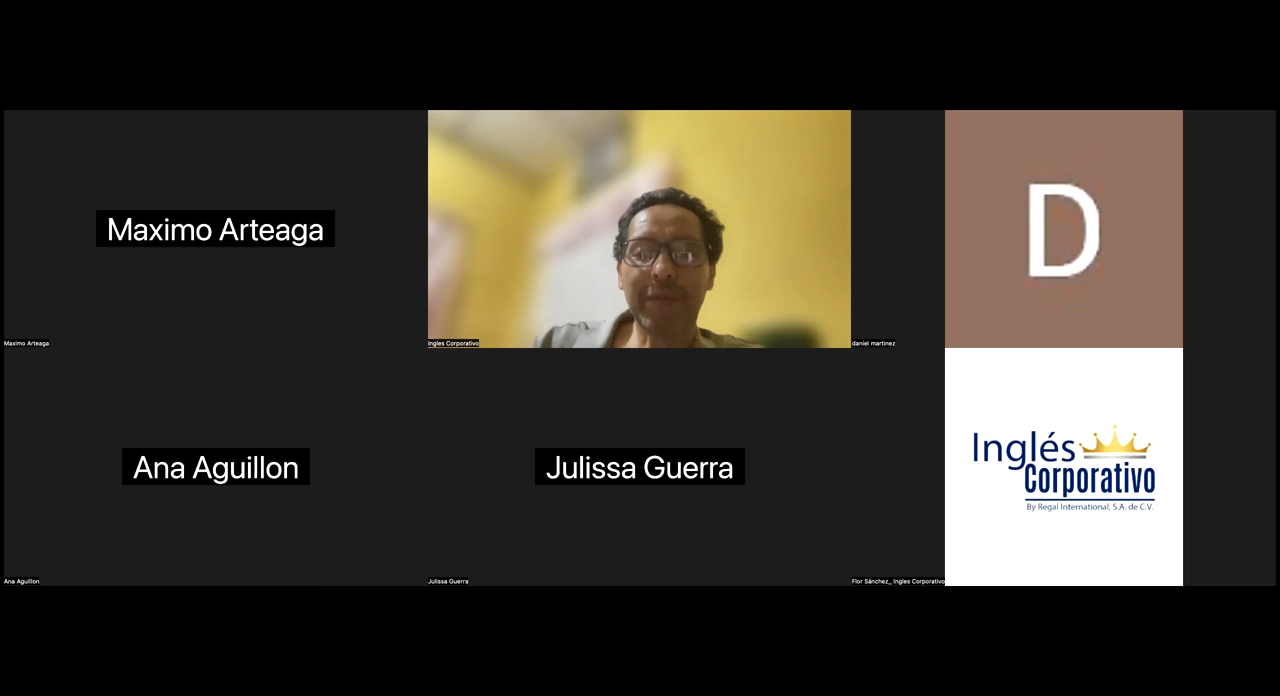 Maximo Arteaga
Maximo Arteaga
Ingles Corporativo
D
daniel martinez
Ana Aguillon
Ana Aguillon
Julissa Guerra
Julissa Guerra
Inglés
Corporativo
By Regal International, S.A. de C.V.
Flor Sánchez_ Ingles Corporativo